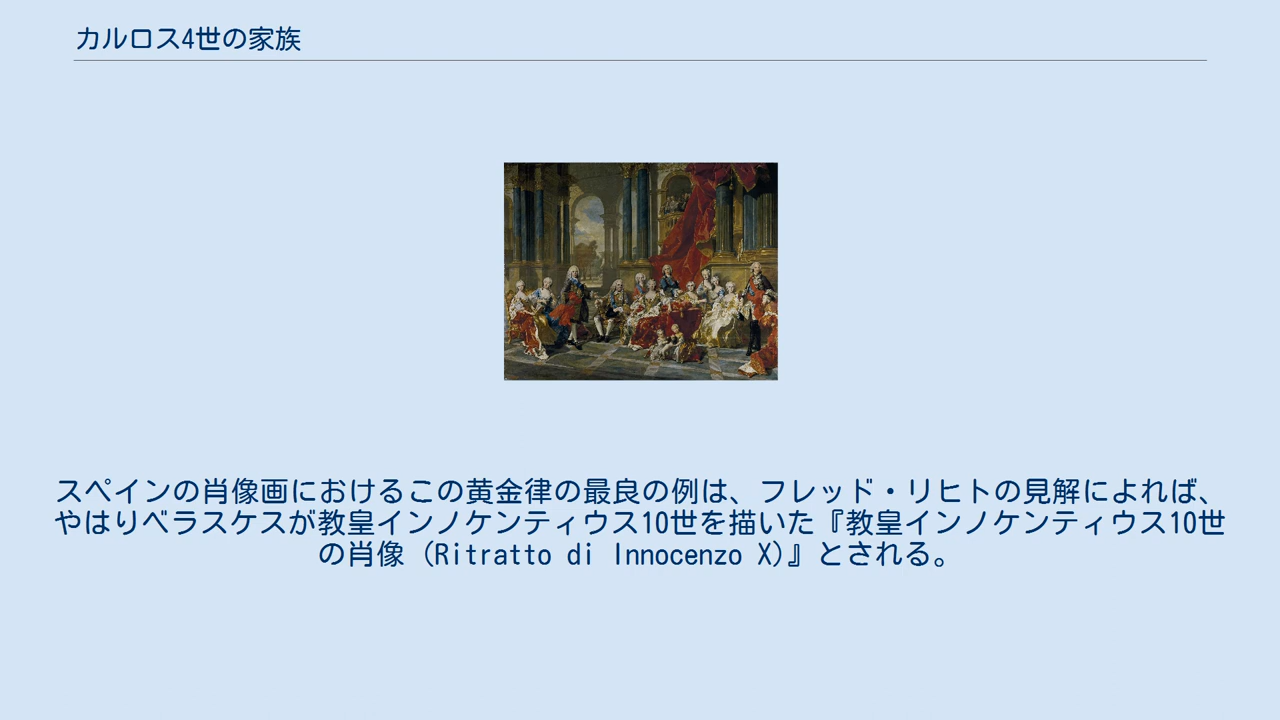 カルロス4世の家族
スペインの肖像画におけるこの黄金律の最良の例は、フレッド・リヒトの見解によれば、
やはりベラスケスが教皇インノケンティウス10世を描いた『教皇インノケンティウス10世
の肖像（Ritratto di Innocenzo X)』とされる。